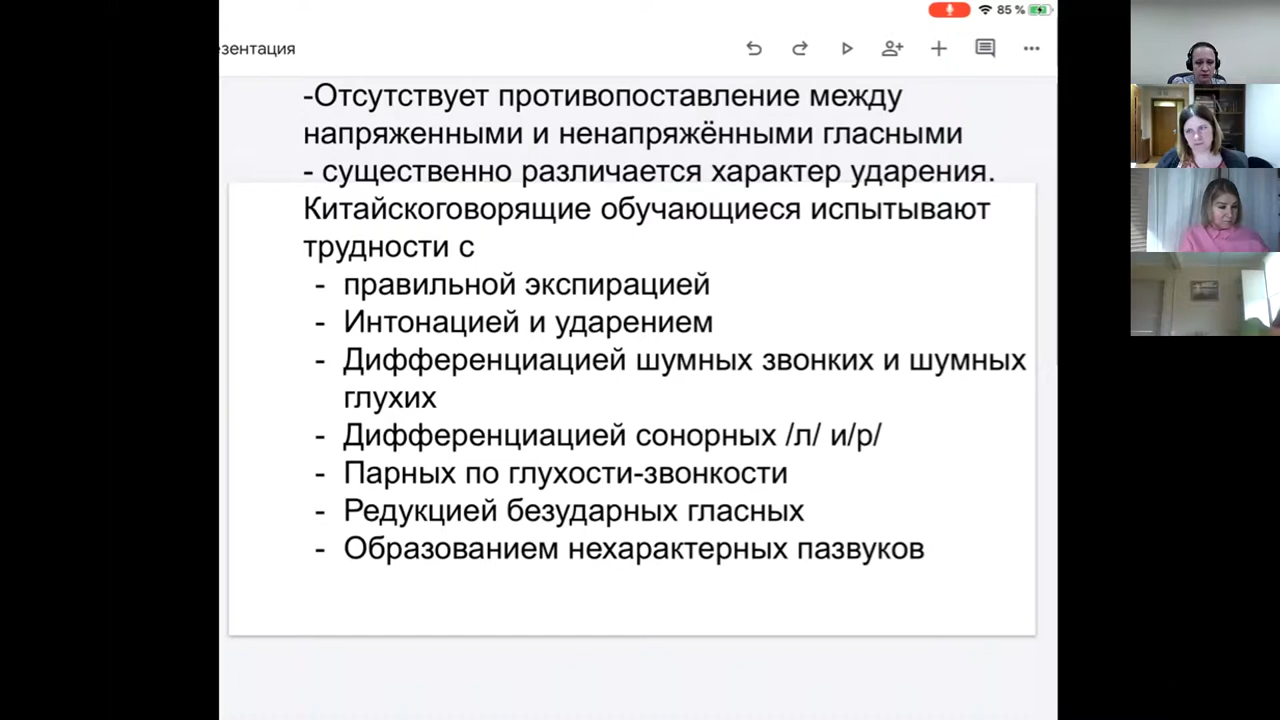 85 %
езентация
-Отсутствует противопоставление между
напряженными и ненапряжёнными гласными
- существенно различается характер ударения.
Китайскоговорящие обучающиеся испытывают
трудности с
- правильной экспирацией
- Интонацией и ударением
- Дифференциацией шумных звонких и шумных
глухих
- Дифференциацией сонорных /л/ и/р/
- Парных по глухости-звонкости
- Редукцией безударных гласных
- Образованием нехарактерных пазвуков